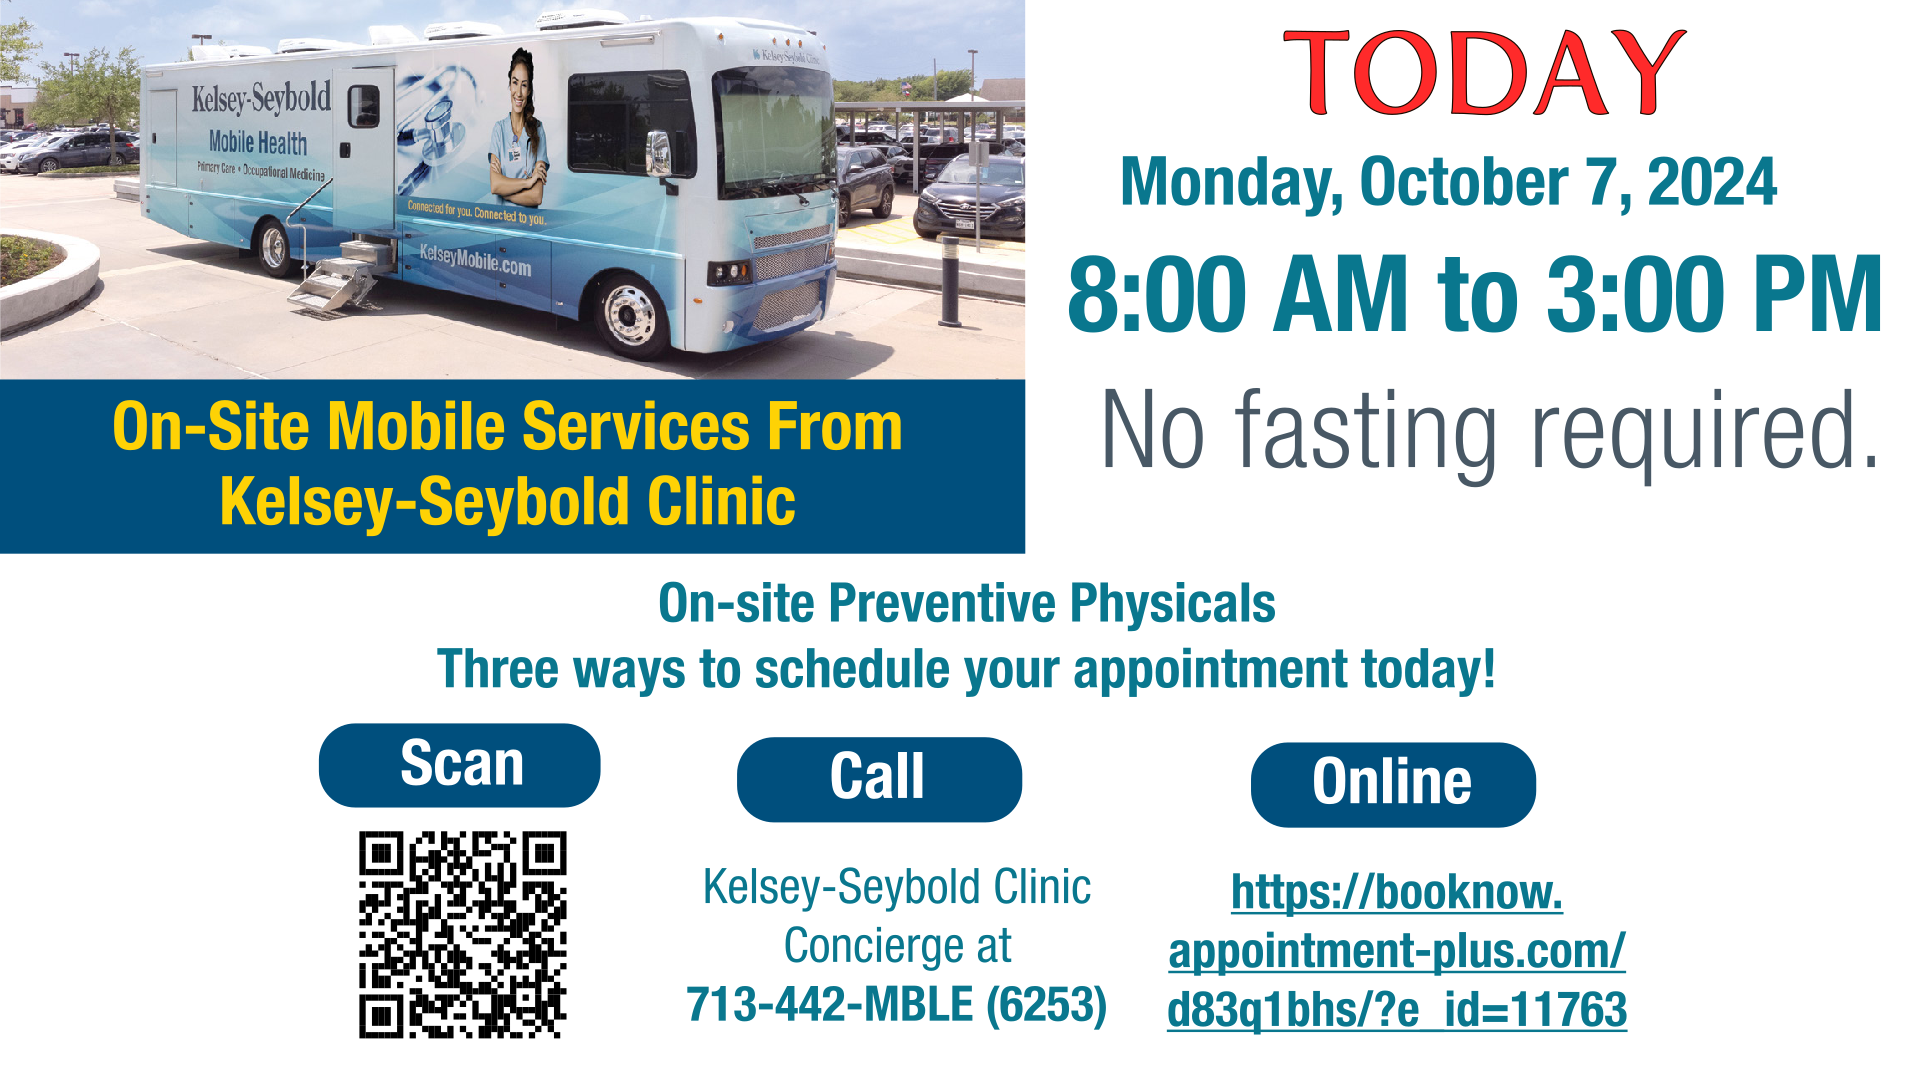 Kelsey-Seybold
Mobile Health
Primary Care • Occupational Medicine
Connected for you. Connected to you.
KelseyMobile.com
Kelsey-Seybold Clinic
On-Site Mobile Services From
Kelsey-Seybold Clinic
TODAY
Monday, October 7, 2024
8:00 AM to 3:00 PM
No fasting required.
On-site Preventive Physicals
Three ways to schedule your appointment today!
Scan
Call
Kelsey-Seybold Clinic
Concierge at
713-442-MBLE (6253)
Online
https://booknow.
appointment-plus.com/
d83q1bhs/?e_id=11763